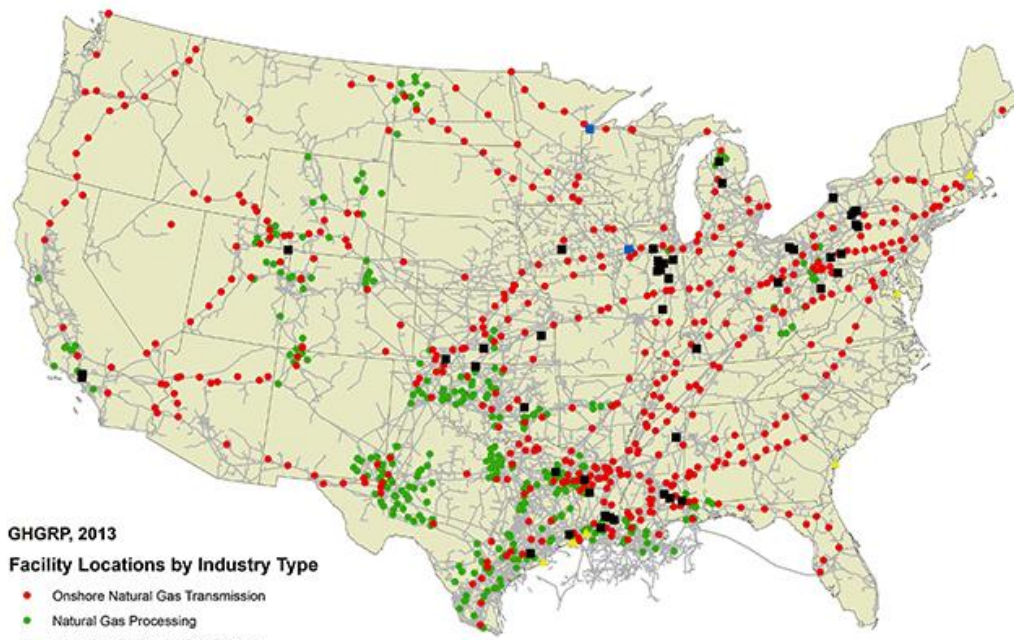 GHGRP, 2013
Facility Locations by Industry Type
Onshore Natural Gas Transmission
Natural Gas Processing